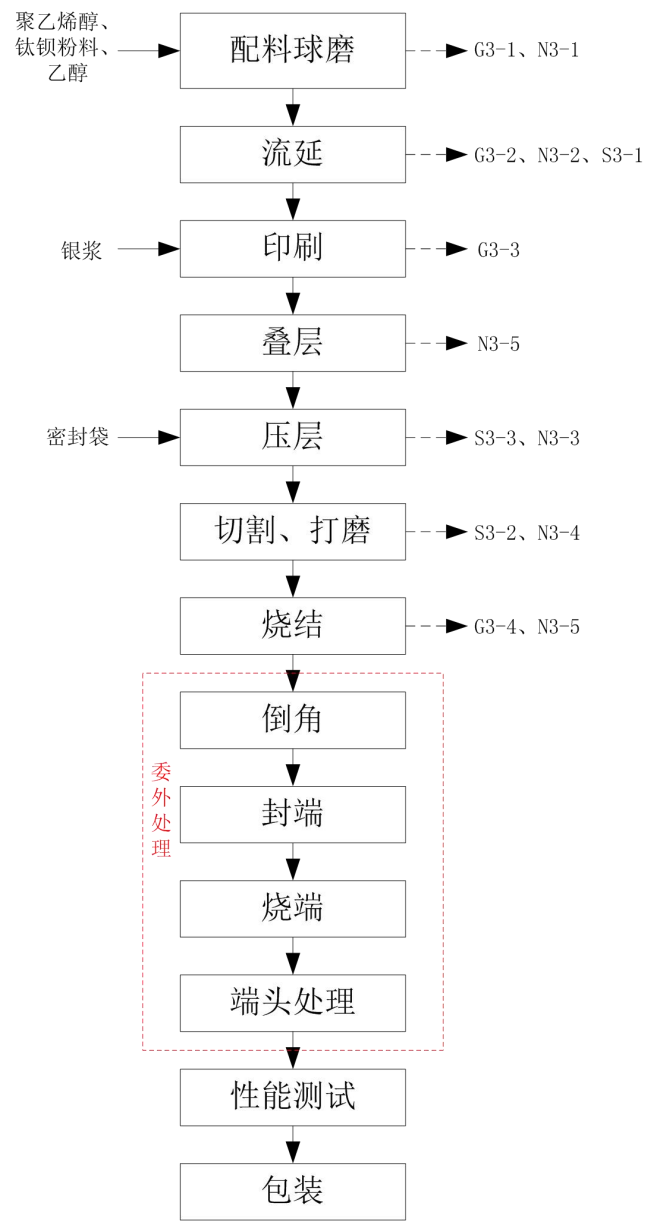 聚乙烯醇、
钛钡粉料、
乙醇
配料球磨
G3-1、N3-1
流延
G3-2、N3-2、S3-1
银浆
印刷
G3-3
叠层
N3-5
密封袋
压层
S3-3、N3-3
切割、打磨
S3-2、N3-4
烧结
G3-4、N3-5
倒角
委外处理
封端
烧端
端头处理
性能测试
包装